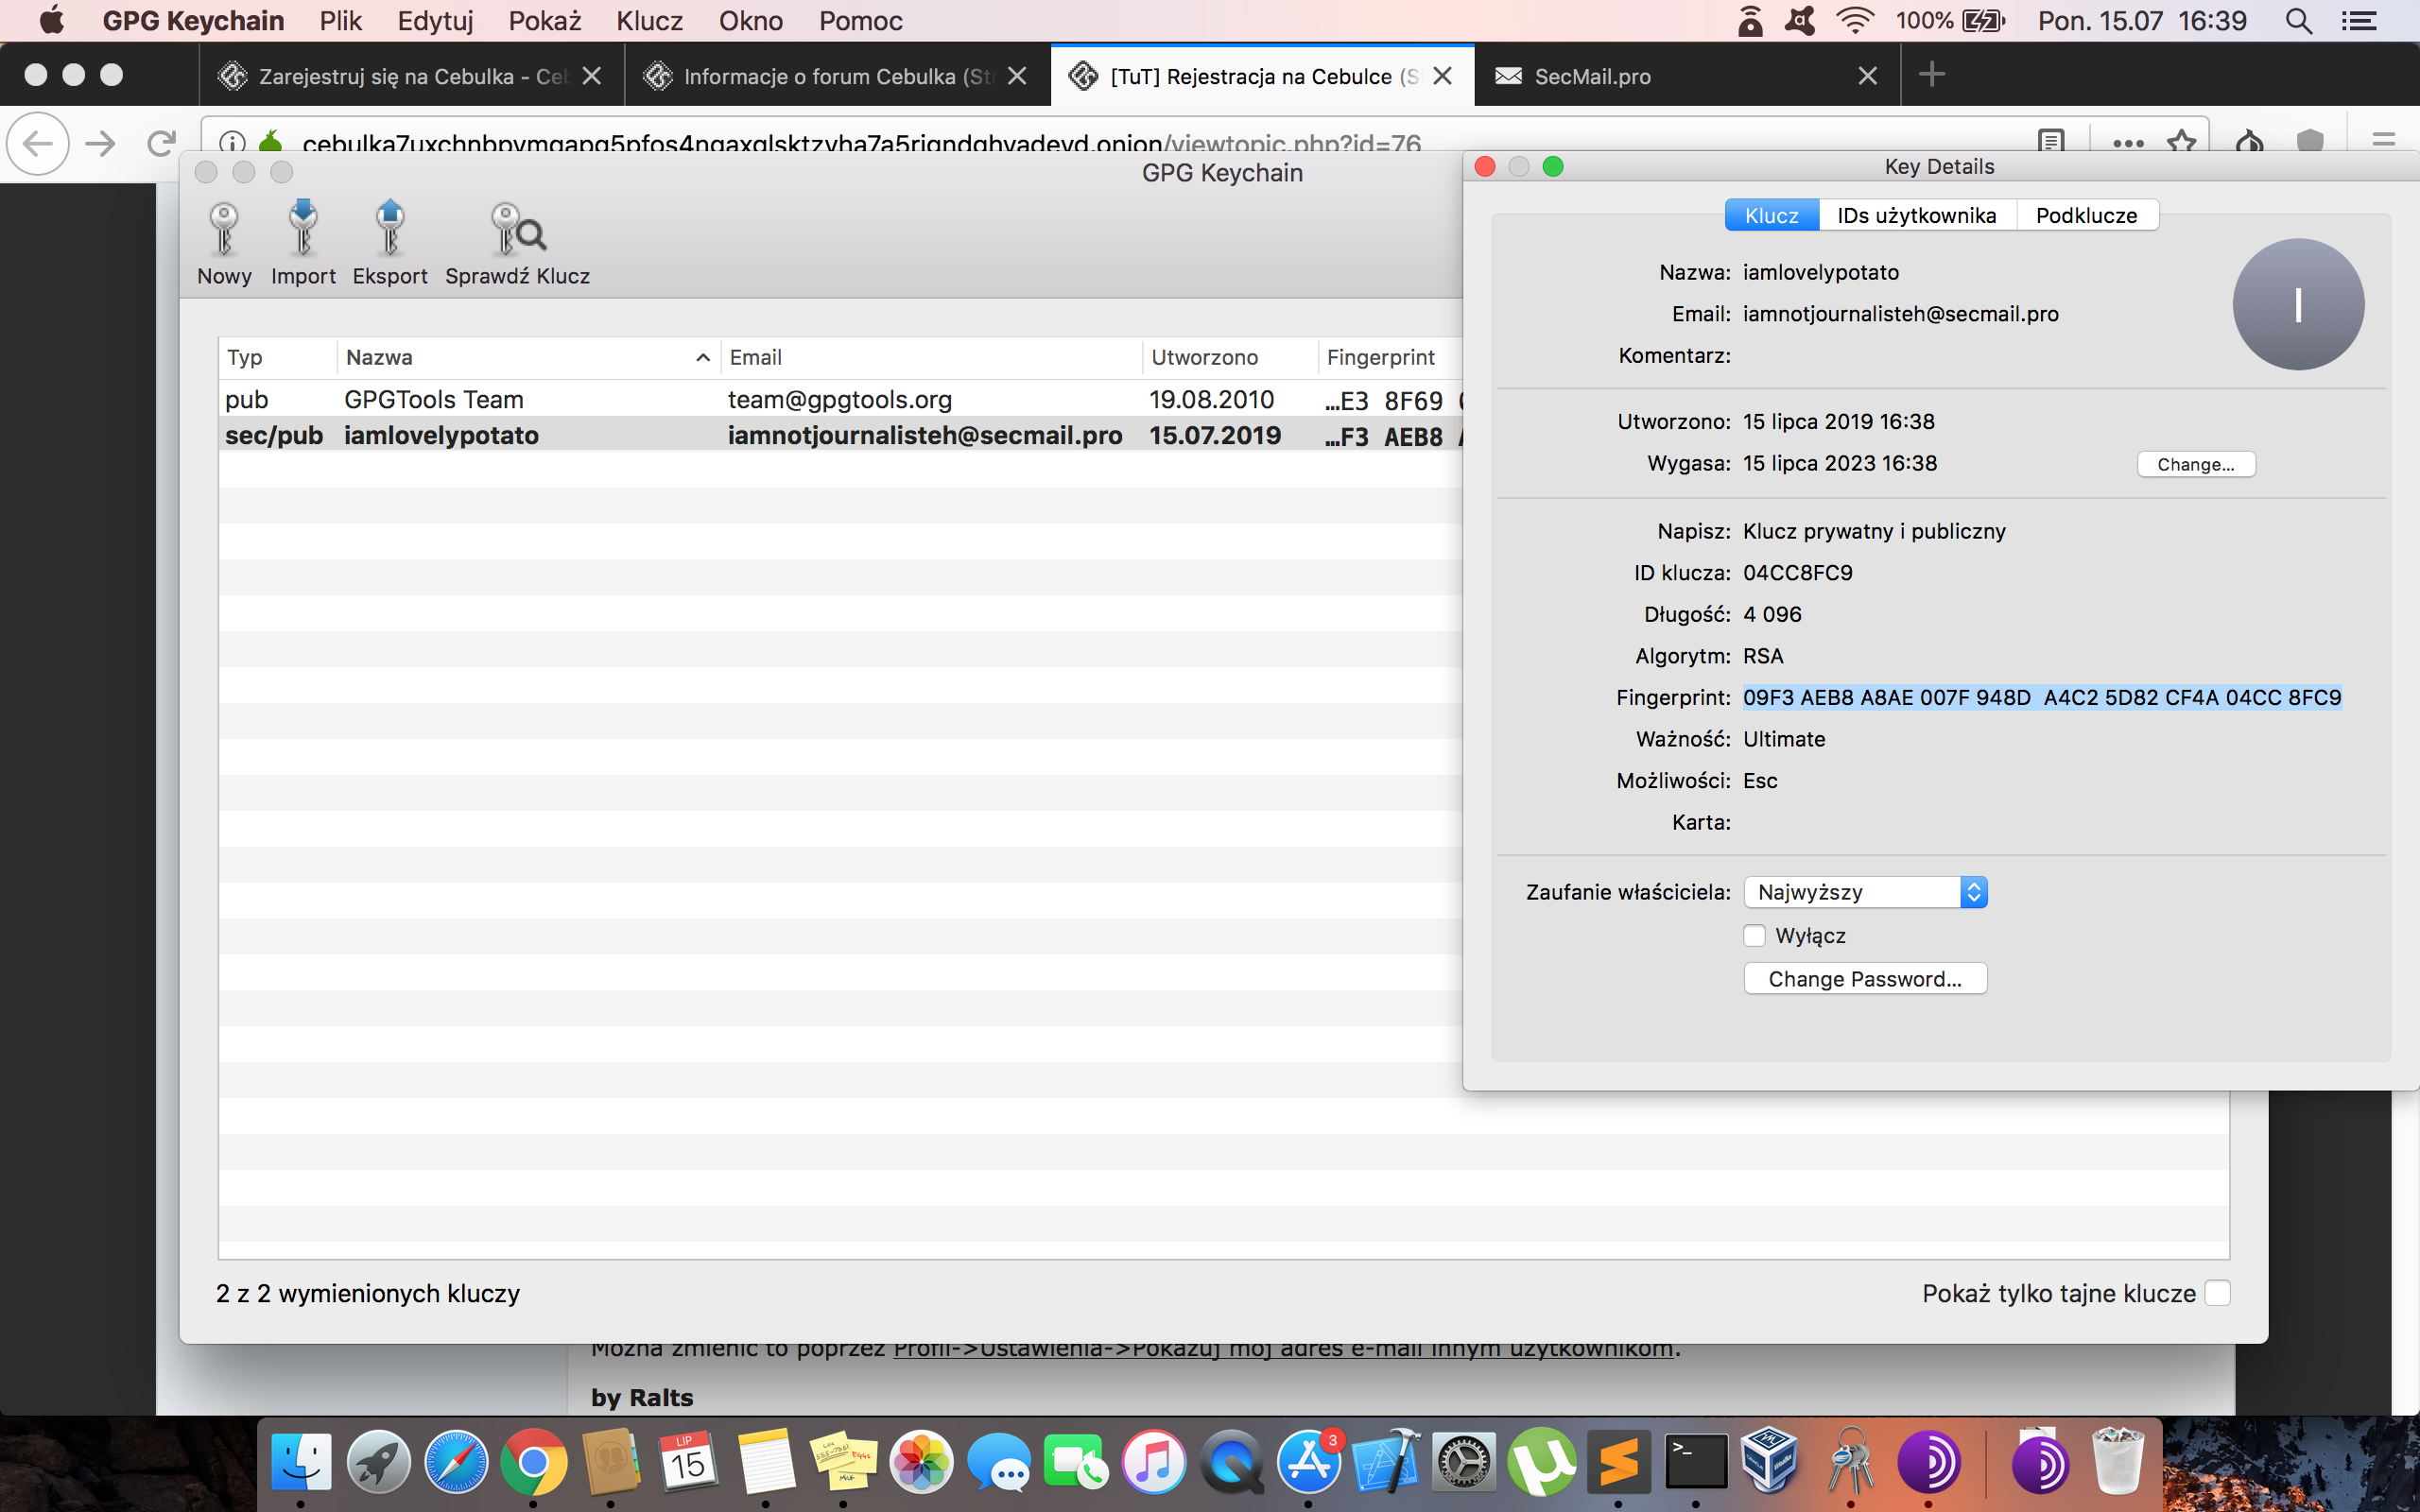 GPG Keychain Plik Edytuj Pokaż Klucz Okno Pomoc 100% Pon. 15.07 16:39
Zarejestruj się na Cebulka - Ceb Informacje o forum Cebulka (Str [TuT] Rejestracja na Cebulce (S SecMail.pro
GPG Keychain
Key Details
Nowy Import Eksport Sprawdź Klucz
Klucz IDs użytkownika Podklucze
I
Nazwa: iamlovelypotato
Email: iamnotjournalisteh@secmail.pro
Komentarz:
Utworzono: 15 lipca 2019 16:38
Wygasa: 15 lipca 2023 16:38 Change...
Napisz: Klucz prywatny i publiczny
ID klucza: 04CC8FC9
Długość: 4 096
Algorytm: RSA
Fingerprint: 09F3 AEB8 A8AE 007F 948D A4C2 5D82 CF4A 04CC 8FC9
Ważność: Ultimate
Możliwości: Esc
Karta:
Zaufanie właściciela: Najwyższy
Wyłącz
Change Password...
Typ Nazwa Email Utworzono Fingerprint
pub GPGTools Team team@gpgtools.org 19.08.2010 ...E3 8F69
sec/pub iamlovelypotato iamnotjournalisteh@secmail.pro 15.07.2019 ...F3 AEB8
2 z 2 wymienionych kluczy
Pokaż tylko tajne klucze
Można zmienić to poprzez Profil->Ustawienia->Pokazuj mój adres e-mail innym użytkownikom.
by Ralts
LIP
15
3